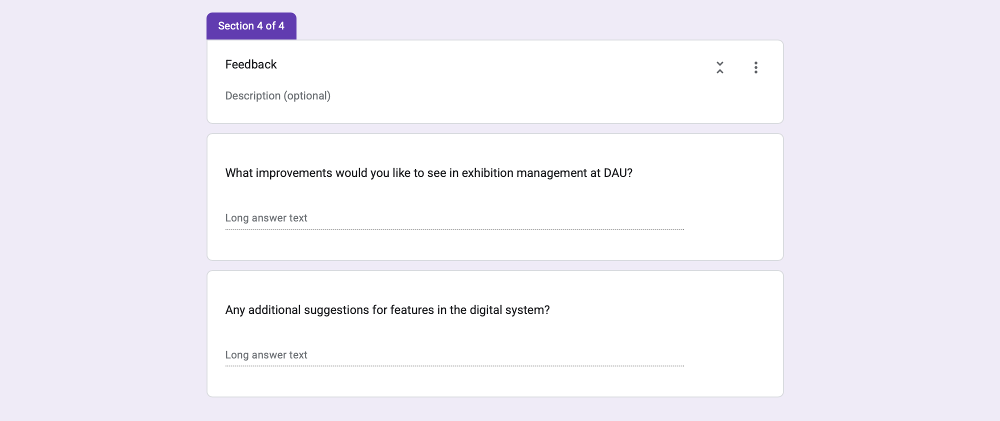 Section 4 of 4
Feedback
Description (optional)
What improvements would you like to see in exhibition management at DAU?
Long answer text
Any additional suggestions for features in the digital system?
Long answer text